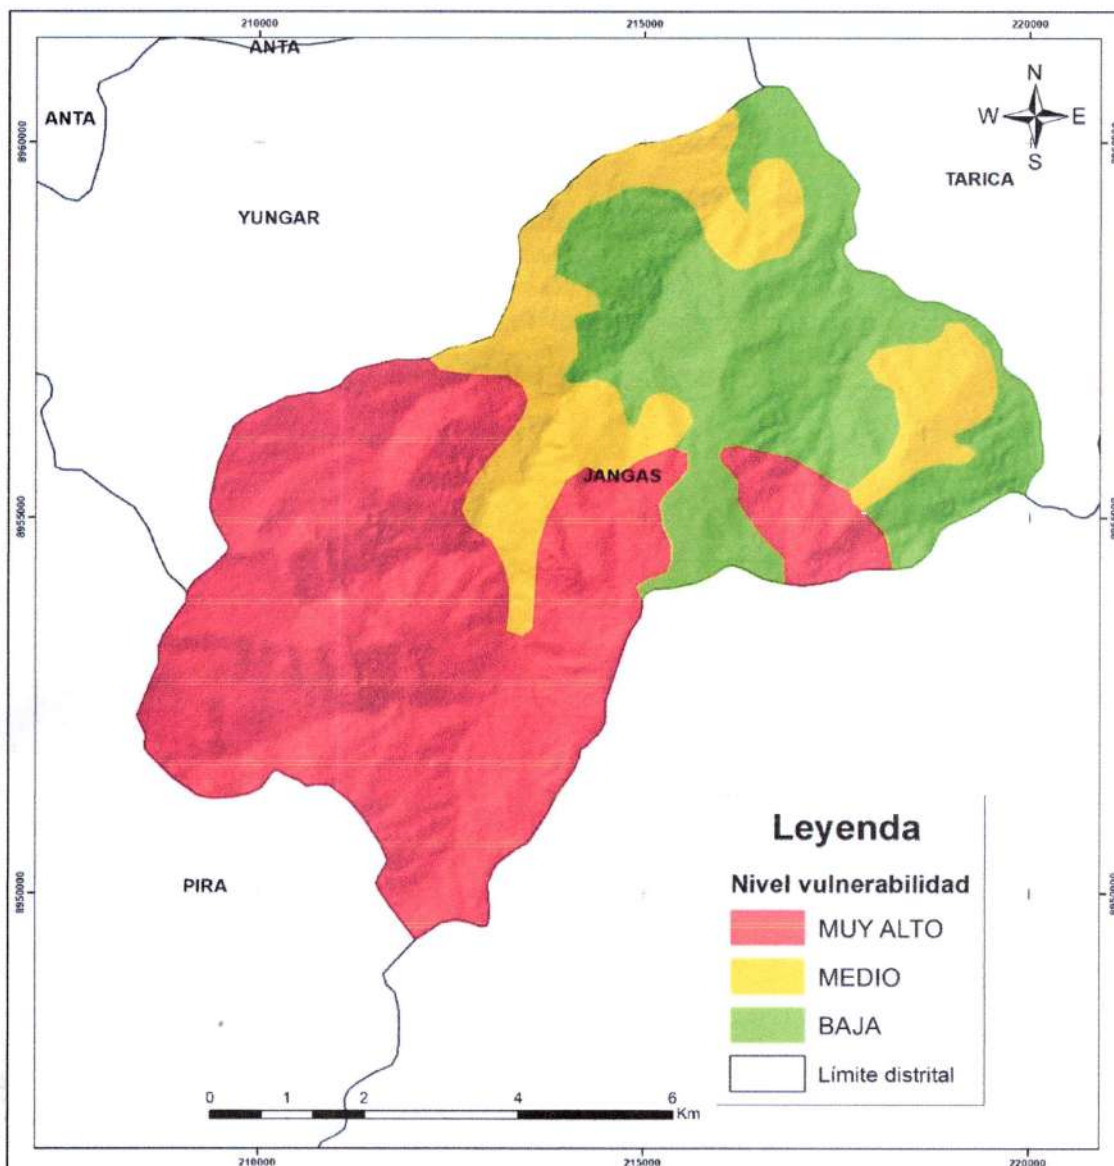 210000
215000
220000
ANTA
N
ANTA
W
E
S
8960000
TARICA
YUNGAR
JANGAS
8955000
Leyenda
Nivel vulnerabilidad
PIRA
8950000
MUY ALTO
MEDIO
BAJA
Límite distrital
0
1
2
4
6
Km
210000
215000
220000